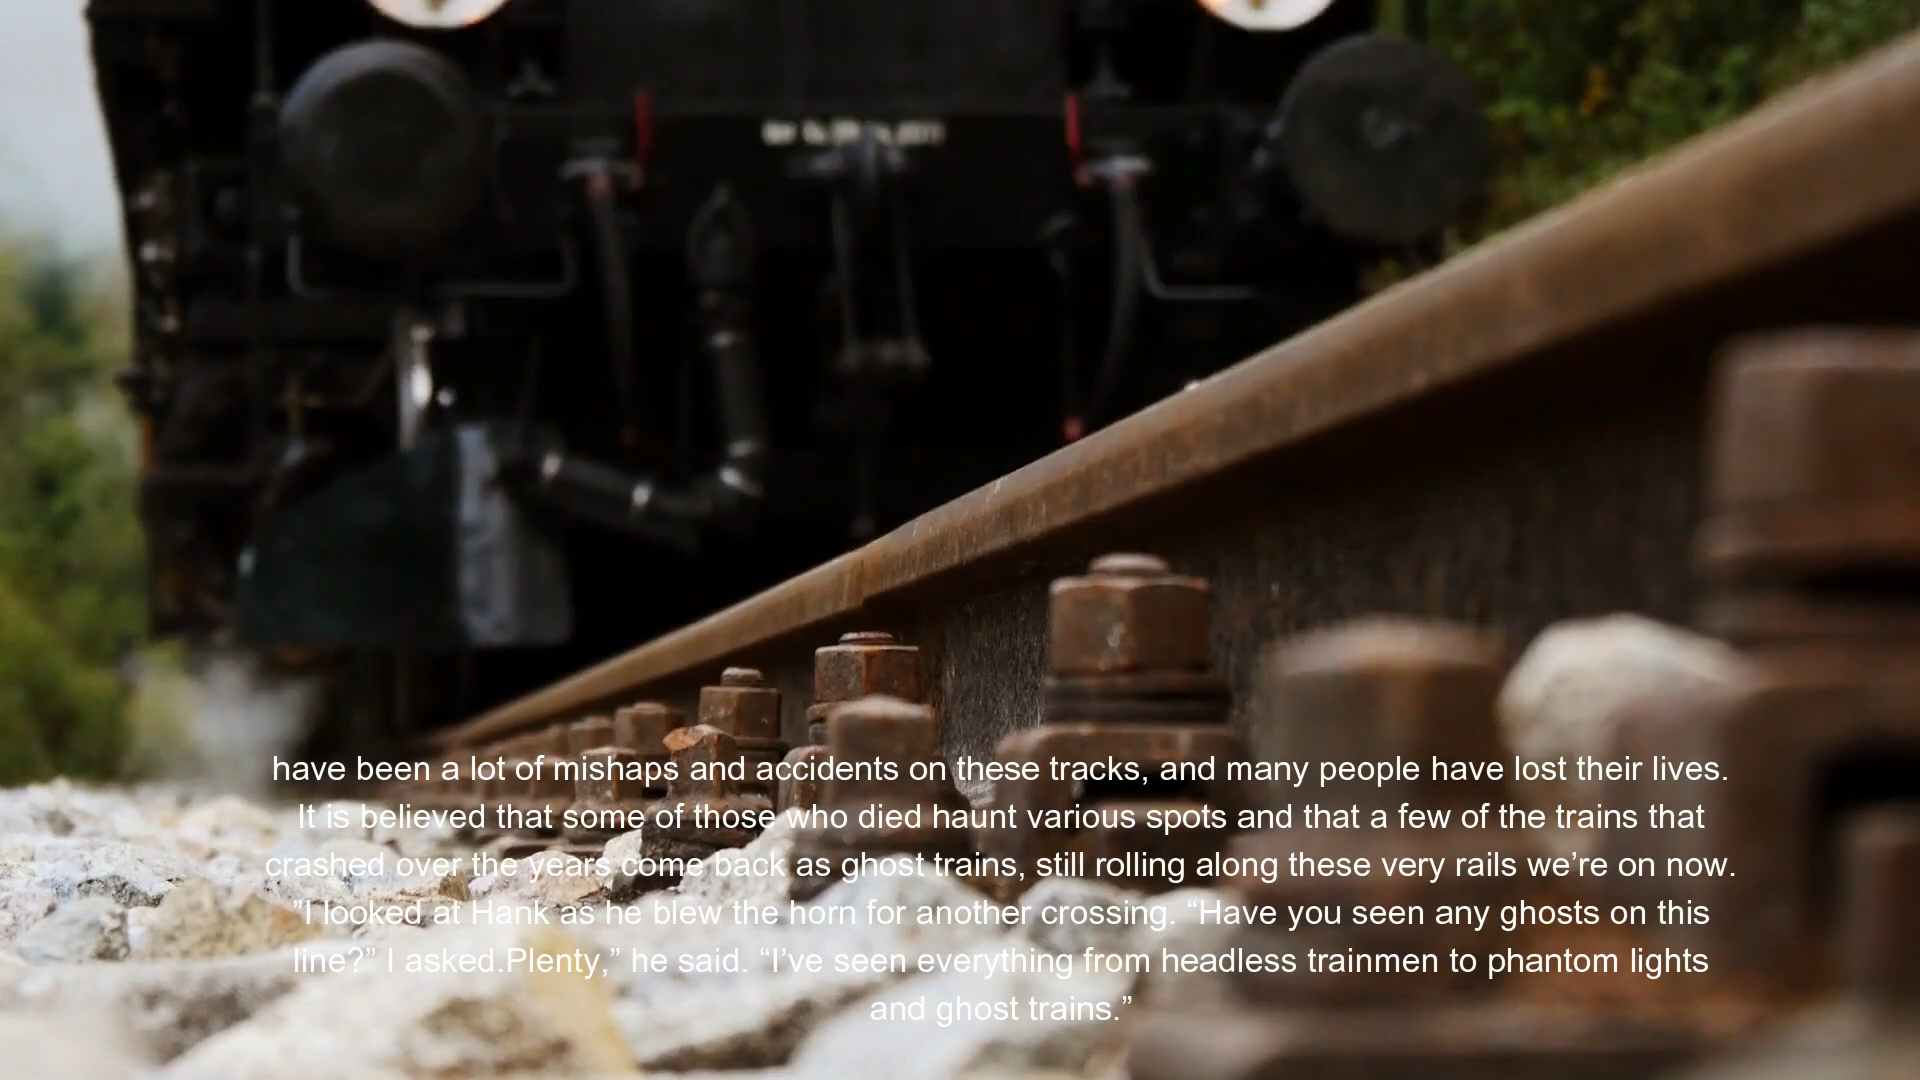 have been a lot of mishaps and accidents on these tracks, and many people have lost their lives.
It is believed that some of those who died haunt various spots and that a few of the trains that
crashed over the years come back as ghost trains, still rolling along these very rails we’re on now.
”I looked at Hank as he blew the horn for another crossing. “Have you seen any ghosts on this
line?” I asked.Plenty,” he said. “I’ve seen everything from headless trainmen to phantom lights
and ghost trains.”